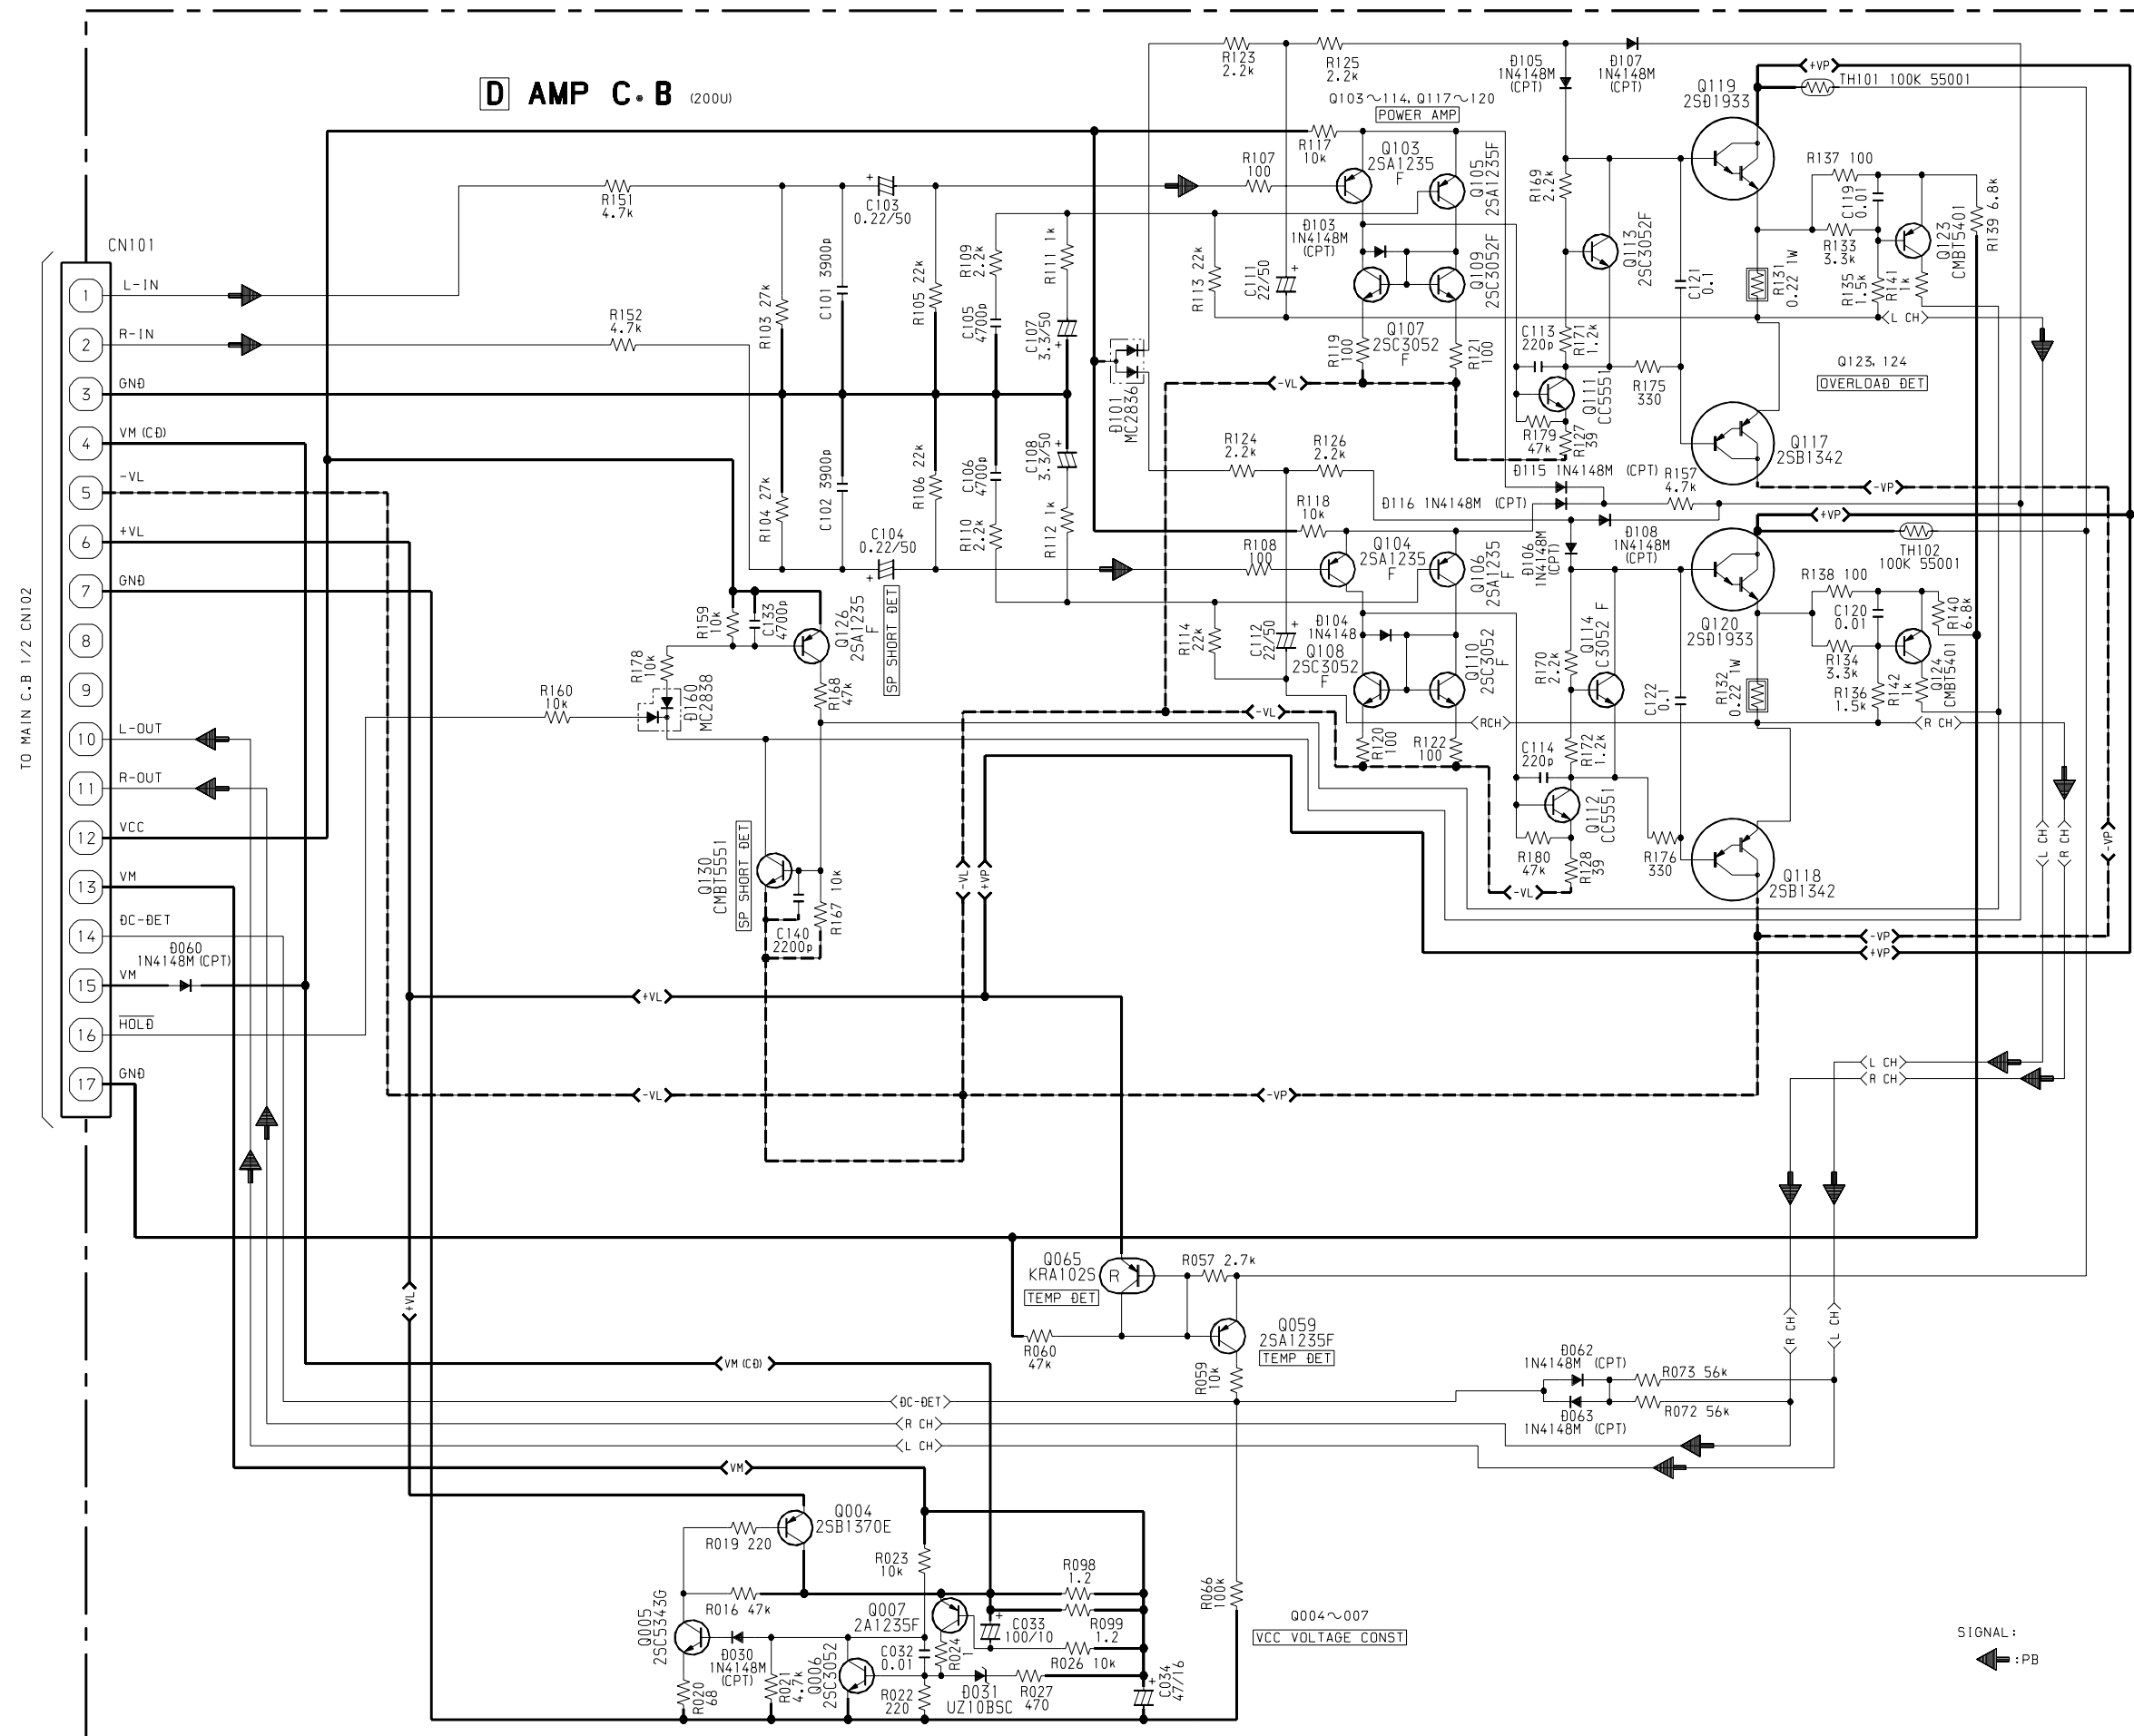 D AMP C.B (200U)
TO MAIN C.B 1/2 CN102
CN101
1 L-IN
2 R-IN
3 GND
4 VM (CD)
5 -VL
6 +VL
7 GND
8
9
10 L-OUT
11 R-OUT
12 VCC
13 VM
14 DC-DET
D060
1N4148M (CPT)
15 VM
16 HOLD
17 GND
R151
4.7k
R152
4.7k
R103 27k
C101 3900p
C103
0.22/50
R105 22k
R109
2.2k
C105
4700p
R111 1k
C107
3.3/50
R104 27k
C102 3900p
C104
0.22/50
R106 22k
C106
4700p
R110
2.2k
C108
3.3/50
R112 1k
D101
MC2836
R123
2.2k
R125
2.2k
Q103~114, Q117~120
POWER AMP
D105
1N4148M
(CPT)
D107
1N4148M
(CPT)
Q119
2SD1933
+VP
TH101 100K 55001
R117
10k
R107
100
Q103
2SA1235
F
Q105
2SA1235F
D103
1N4148M
(CPT)
R113 22k
C111
22/50
Q109
2SC3052F
Q107
2SC3052
F
R119
100
R121
100
R169
2.2k
Q113
2SC3052F
C113
220p
R171
1.2k
C121
0.1
R175
330
Q111
CC5551
R179
47k
R127
39
R131
0.22 1W
R137 100
C119
0.01
R133
3.3k
R135
1.5k
R141
1k
Q123
CMBT5401
R139 6.8k
L CH
Q123, 124
OVERLOAD DET
Q117
2SB1342
-VL
-VP
+VP
R124
2.2k
R126
2.2k
D115 1N4148M (CPT)
R157
4.7k
D116 1N4148M (CPT)
R118
10k
R108
100
Q104
2SA1235
F
Q106
2SA1235
F
D106
1N4148M
(CPT)
D108
1N4148M
(CPT)
TH102
100K 55001
Q120
2SD1933
R114
22k
C112
22/50
D104
1N4148
Q108
2SC3052
F
Q110
2SC3052
F
R170
2.2k
Q114
C3052 F
C122
0.1
R132
0.22 1W
R138 100
C120
0.01
R134
3.3k
R136
1.5k
R142
1k
Q124
CMBT5401
R140
6.8k
-VL
RCH
R CH
R120
100
R122
100
C114
220p
R172
1.2k
Q112
CC5551
R180
47k
R128
39
R176
330
Q118
2SB1342
-VL
L CH
R CH
-VP
-VP
+VP
R159
10k
C133
4700p
Q126
2SA1235
F
SP SHORT DET
R178
10k
R160
10k
D160
MC2838
R168
47k
Q130
CMBT5551
SP SHORT DET
C140
2200p
R167 10k
-VL
+VP
+VL
-VL
-VP
L CH
R CH
+VL
Q065
KRA102S
R
TEMP DET
R057 2.7k
R060
47k
Q059
2SA1235F
TEMP DET
R059
10k
R CH
L CH
D062
1N4148M (CPT)
R073 56k
D063
1N4148M (CPT)
R072 56k
VM (CD)
DC-DET
R CH
L CH
VM
Q004
2SB1370E
R019 220
R023
10k
R016 47k
Q005
2SC5343G
R020
68
D030
1N4148M
(CPT)
R021
4.7k
Q006
2SC3052
Q007
2A1235F
C032
0.01
R022
220
R024
1
C033
100/10
D031
UZ10BSC
R027
470
R098
1.2
R099
1.2
R026 10k
C034
47/16
R066
100k
Q004~007
VCC VOLTAGE CONST
SIGNAL:
:PB